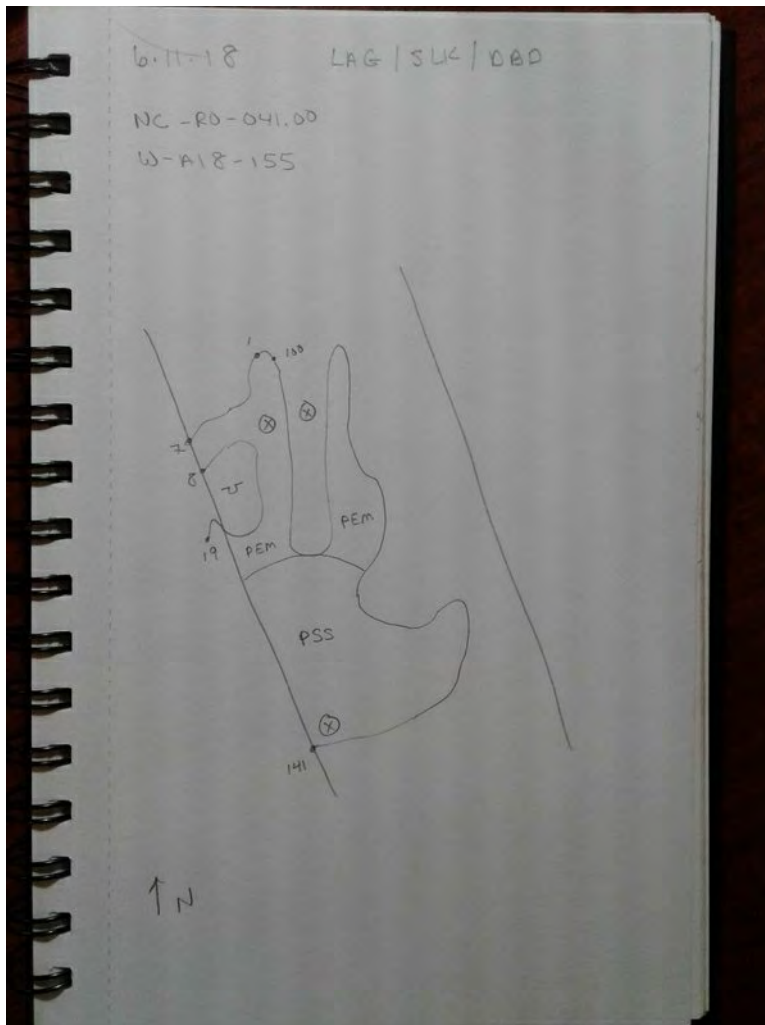 6.11.18 LAG / SLK / DBD
NC-RO-041.00
W-A18-155
1 100
X X
7
8
U
PEM
19 PEM
PSS
X
141
↑ N